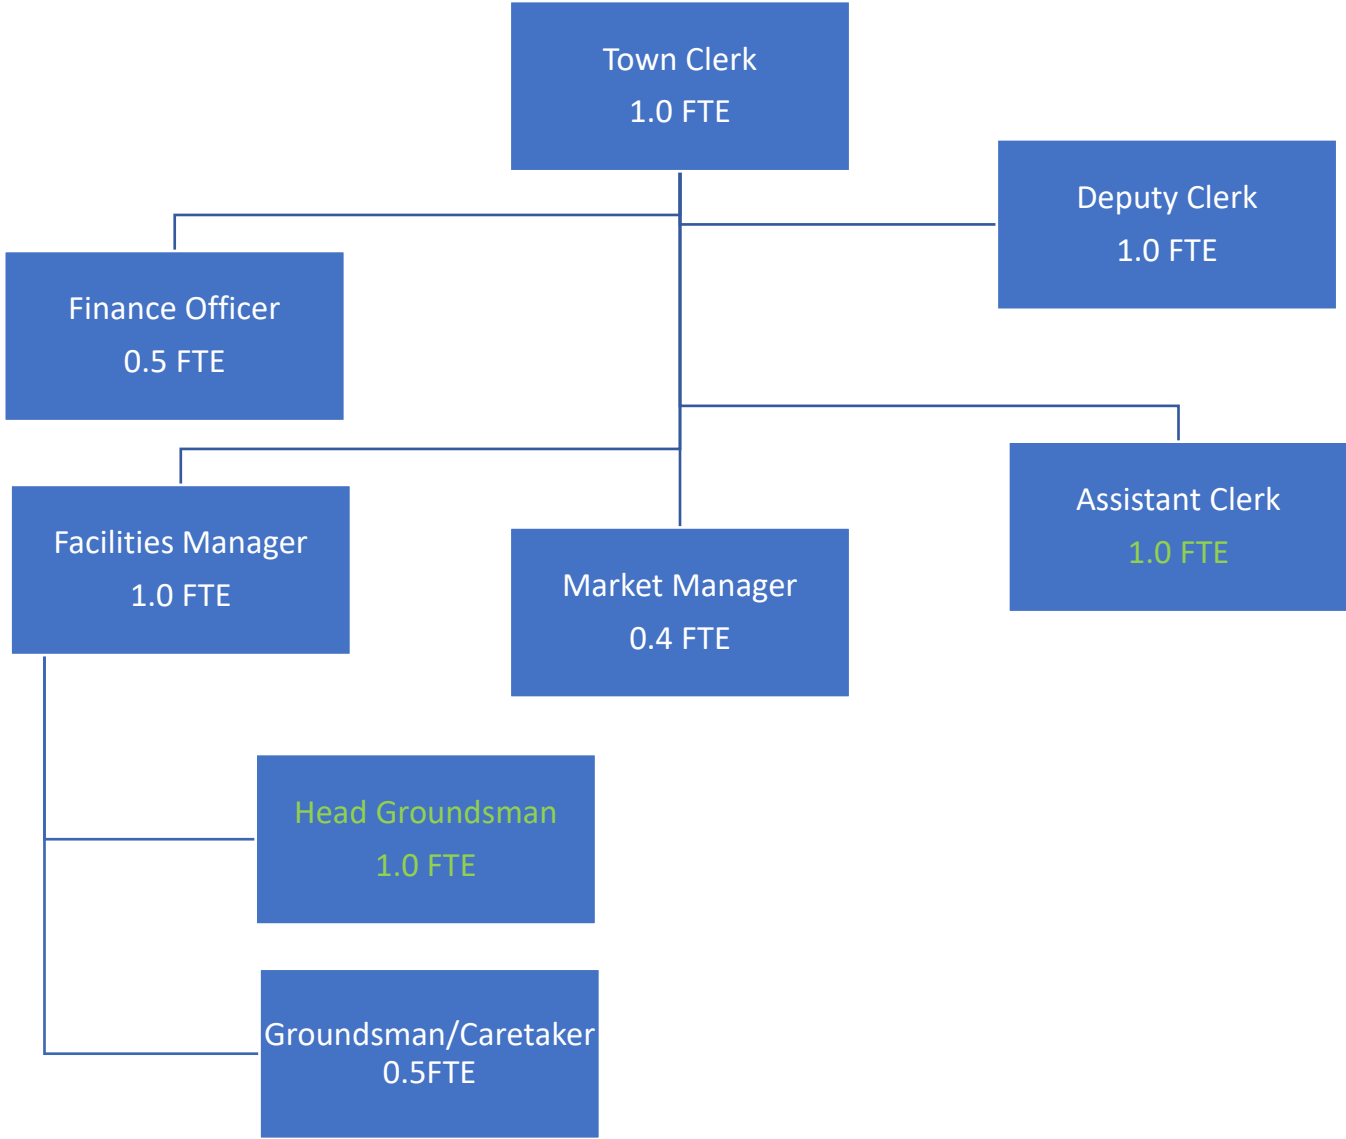 Town Clerk
1.0 FTE
Deputy Clerk
1.0 FTE
Finance Officer
0.5 FTE
Assistant Clerk
1.0 FTE
Facilities Manager
1.0 FTE
Market Manager
0.4 FTE
Head Groundsman
1.0 FTE
Groundsman/Caretaker
0.5FTE